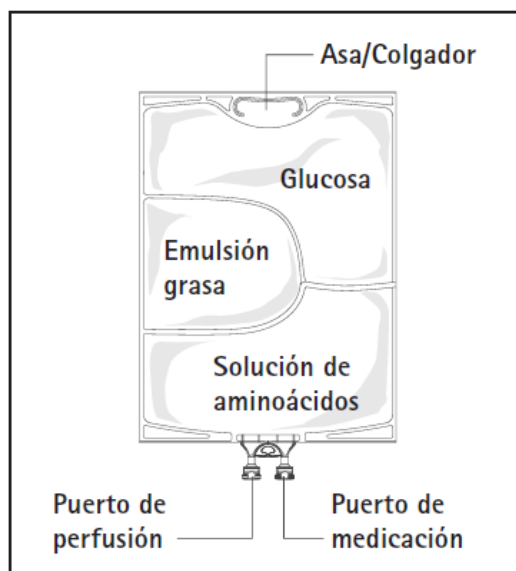 Asa/Colgador
Glucosa
Emulsión
grasa
Solución de
aminoácidos
Puerto de
perfusión
Puerto de
medicación